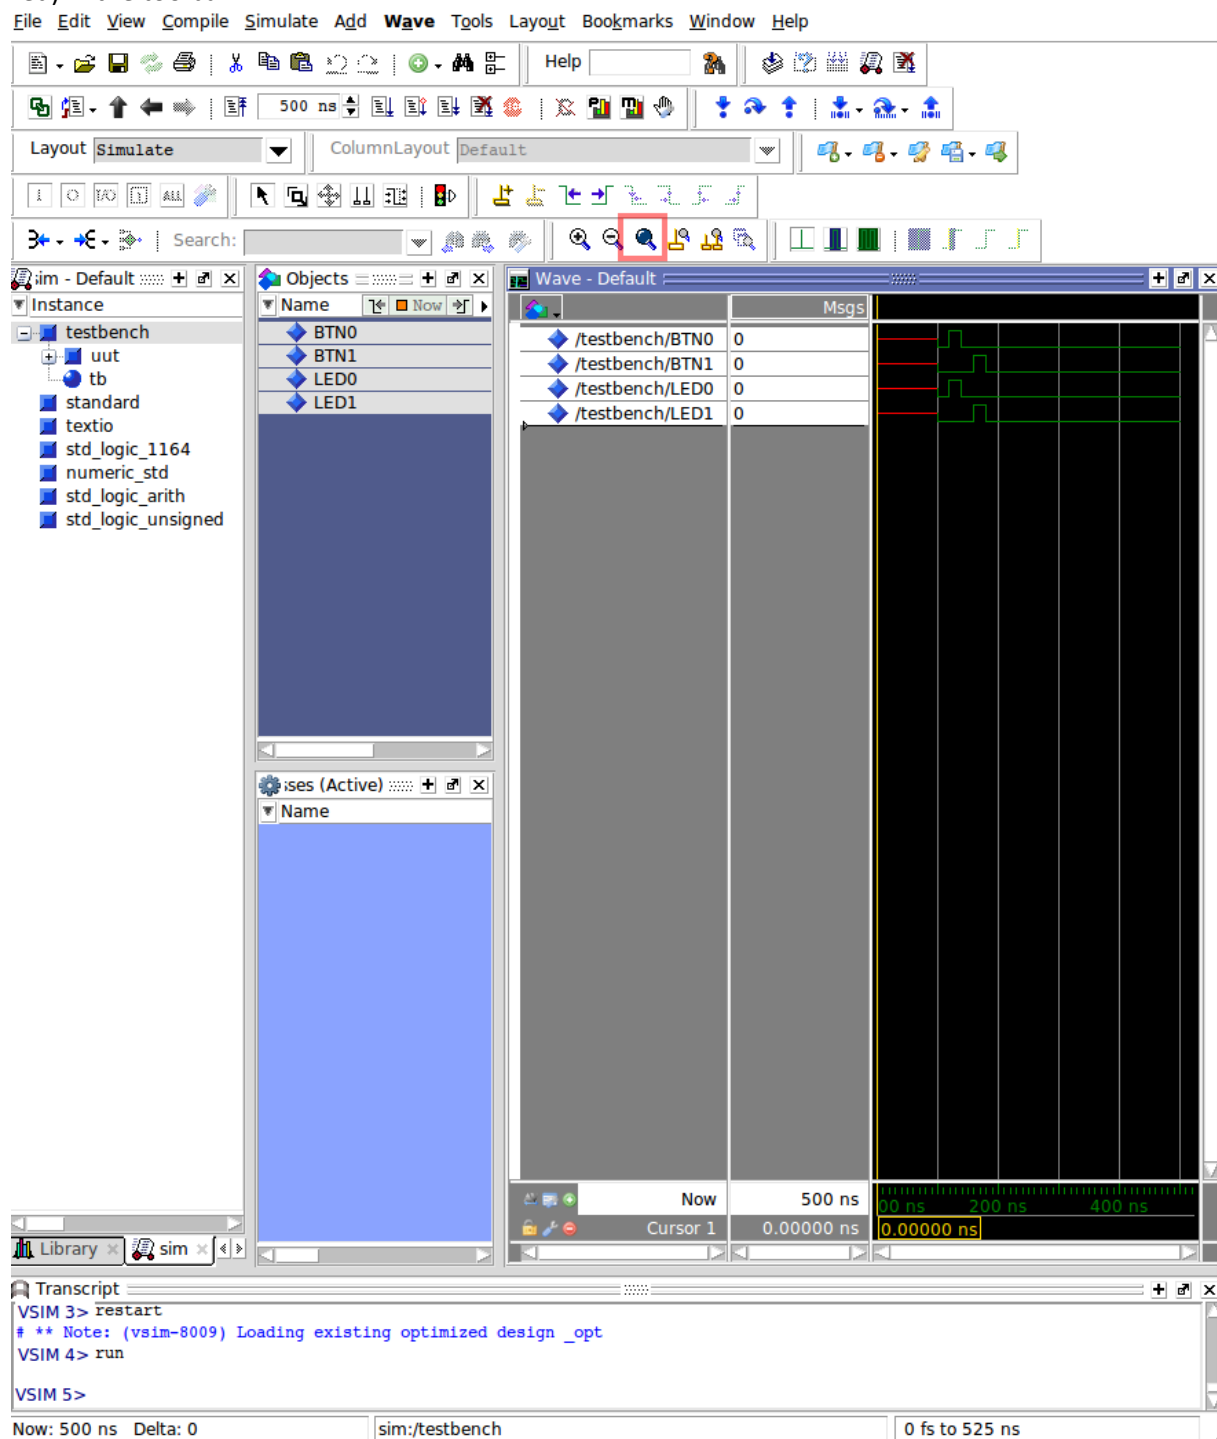 File Edit View Compile Simulate Add Wave Tools Layout Bookmarks Window Help
Help
500 ns
Layout Simulate
ColumnLayout Default
I O I/O ALL
Search:
sim - Default
Instance
testbench
uut
tb
standard
textio
std_logic_1164
numeric_std
std_logic_arith
std_logic_unsigned
Library
sim
Objects
Name Now
BTN0
BTN1
LED0
LED1
sses (Active)
Name
Wave - Default
Msgs
/testbench/BTN0 0
/testbench/BTN1 0
/testbench/LED0 0
/testbench/LED1 0
Now 500 ns
00 ns 200 ns 400 ns
Cursor 1 0.00000 ns
0.00000 ns
Transcript
VSIM 3> restart
# ** Note: (vsim-8009) Loading existing optimized design _opt
VSIM 4> run
VSIM 5>
Now: 500 ns Delta: 0 sim:/testbench 0 fs to 525 ns